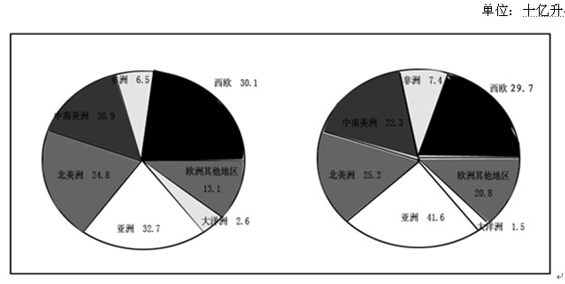 单位：十亿升
非洲 6.5
西欧 30.1
中南美洲 20.9
北美洲 24.8
欧洲其他地区
13.1
亚洲 32.7
大洋洲 2.6
非洲 7.4
西欧 29.7
中南美洲 22.3
北美洲 25.2
欧洲其他地区
20.8
亚洲 41.6
大洋洲 1.5